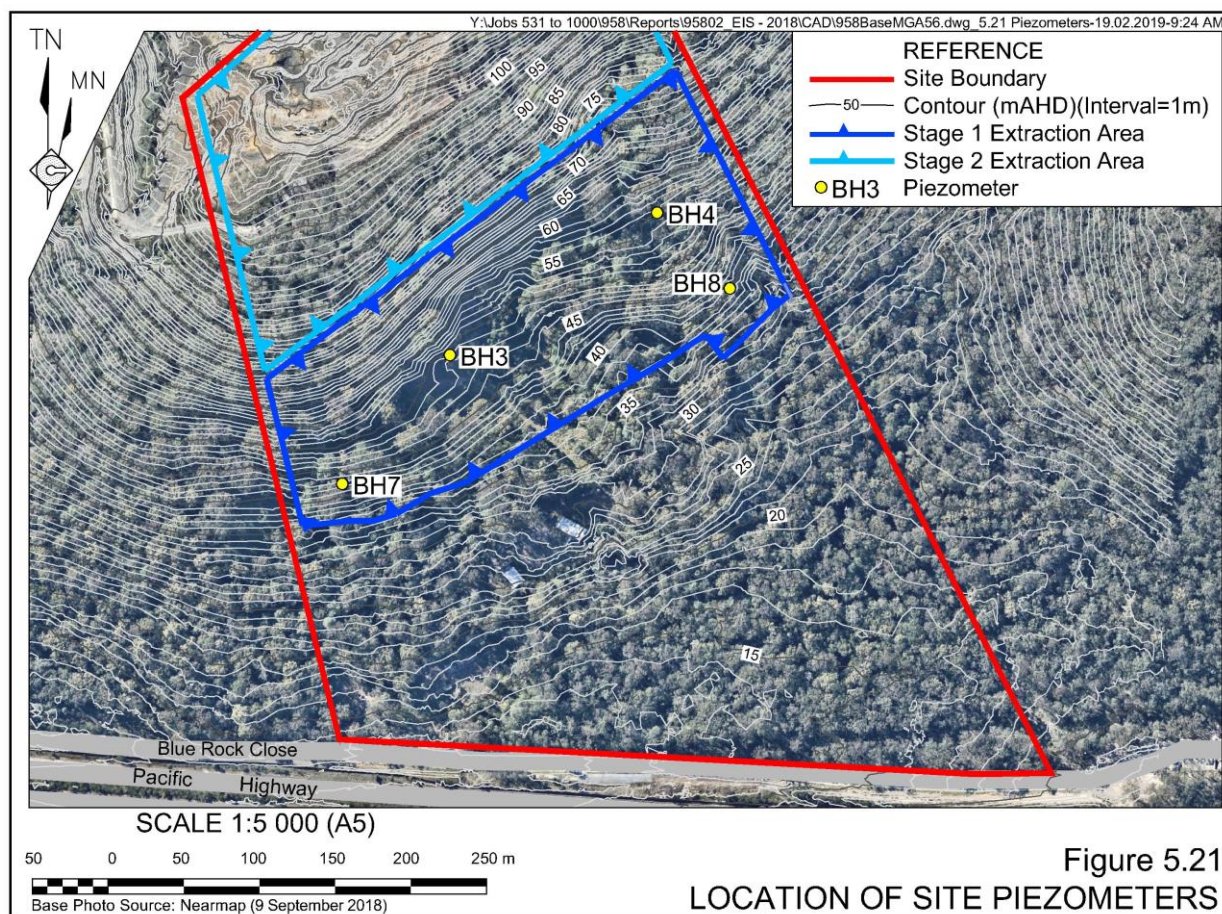 Y:\Jobs 531 to 1000\958\Reports\95802_EIS - 2018\CAD\958BaseMGA56.dwg_5.21 Piezometers-19.02.2019-9:24 AM
TN
MN
REFERENCE
Site Boundary
50 Contour (mAHD)(Interval=1m)
Stage 1 Extraction Area
Stage 2 Extraction Area
BH3 Piezometer
100
95
90
85
80
75
70
65
60
55
BH4
BH8
BH3
45
40
35
30
25
20
BH7
15
Blue Rock Close
Pacific Highway
SCALE 1:5 000 (A5)
50 0 50 100 150 200 250 m
Base Photo Source: Nearmap (9 September 2018)
Figure 5.21
LOCATION OF SITE PIEZOMETERS